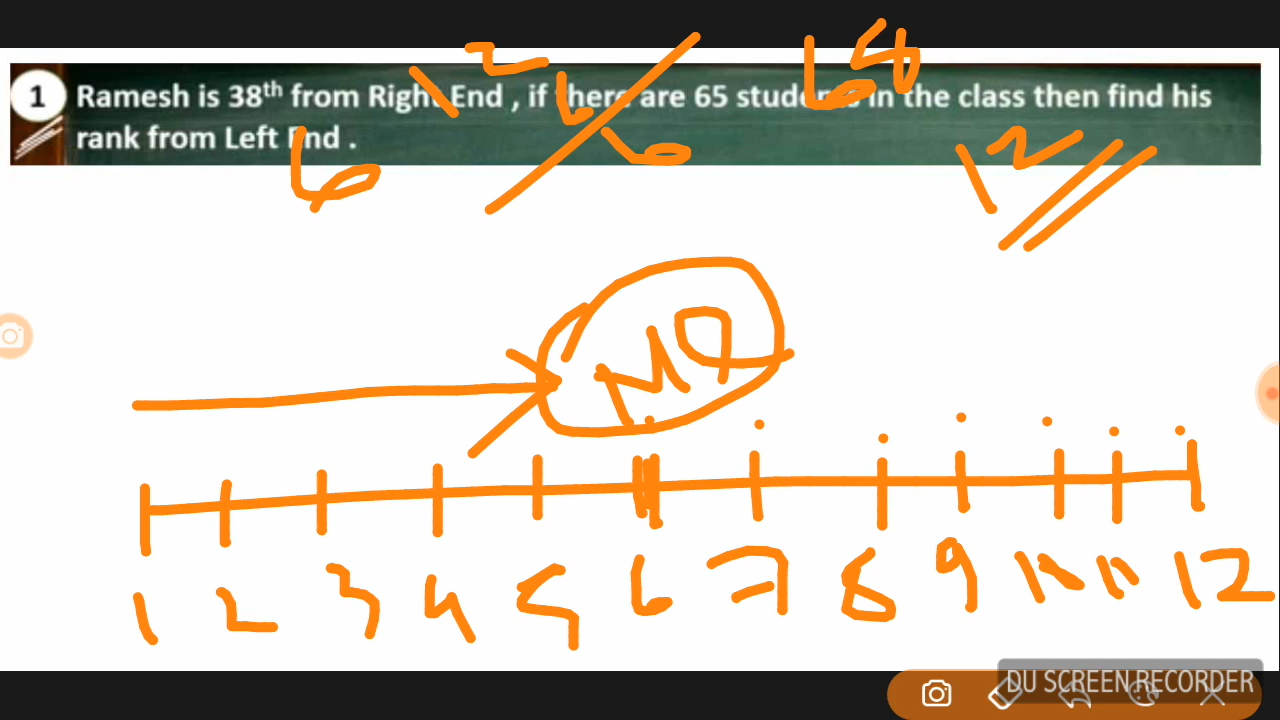 1 Ramesh is 38th from Right End , if there are 65 students in the class then find his
rank from Left End .
12
6
6
6
12
1 2 3 4 5 6 7 8 9 10 11 12
DU SCREEN RECORDER